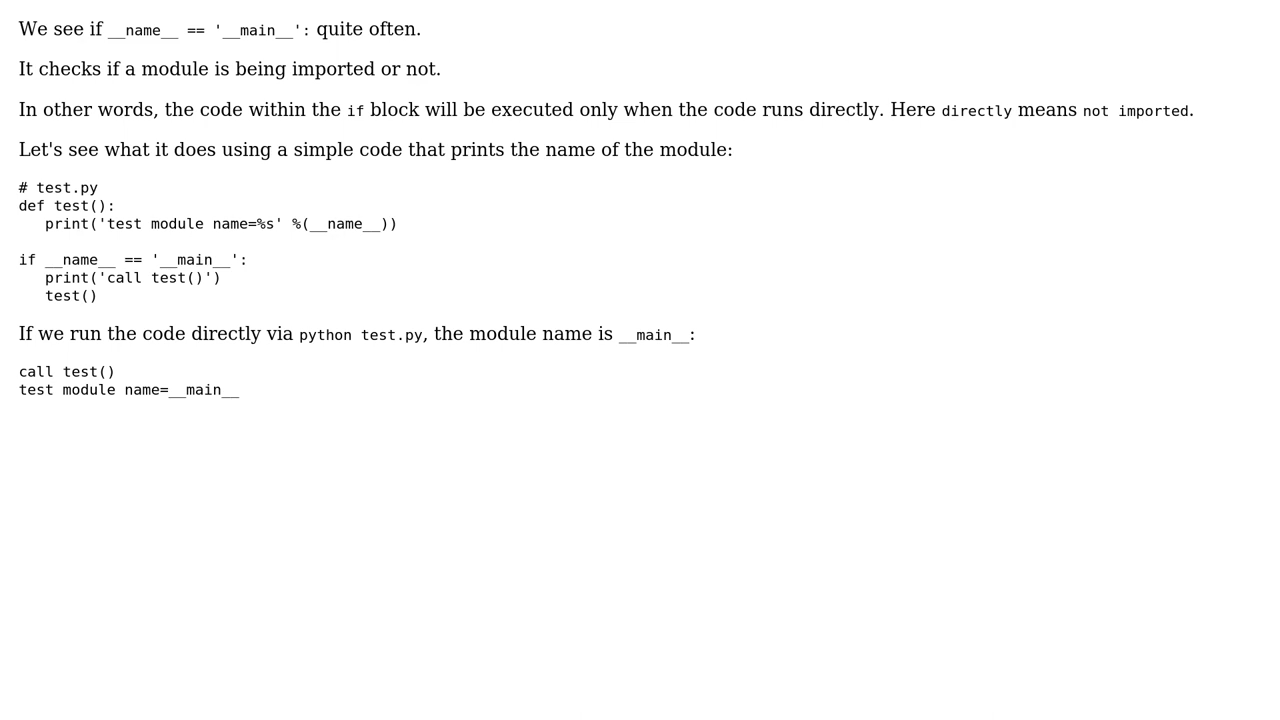 We see if __name__ == '__main__': quite often.
It checks if a module is being imported or not.
In other words, the code within the if block will be executed only when the code runs directly. Here directly means not imported.
Let's see what it does using a simple code that prints the name of the module:
# test.py
def test():
   print('test module name=%s' %(__name__))
if __name__ == '__main__':
   print('call test()')
   test()
If we run the code directly via python test.py, the module name is __main__:
call test()
test module name=__main__